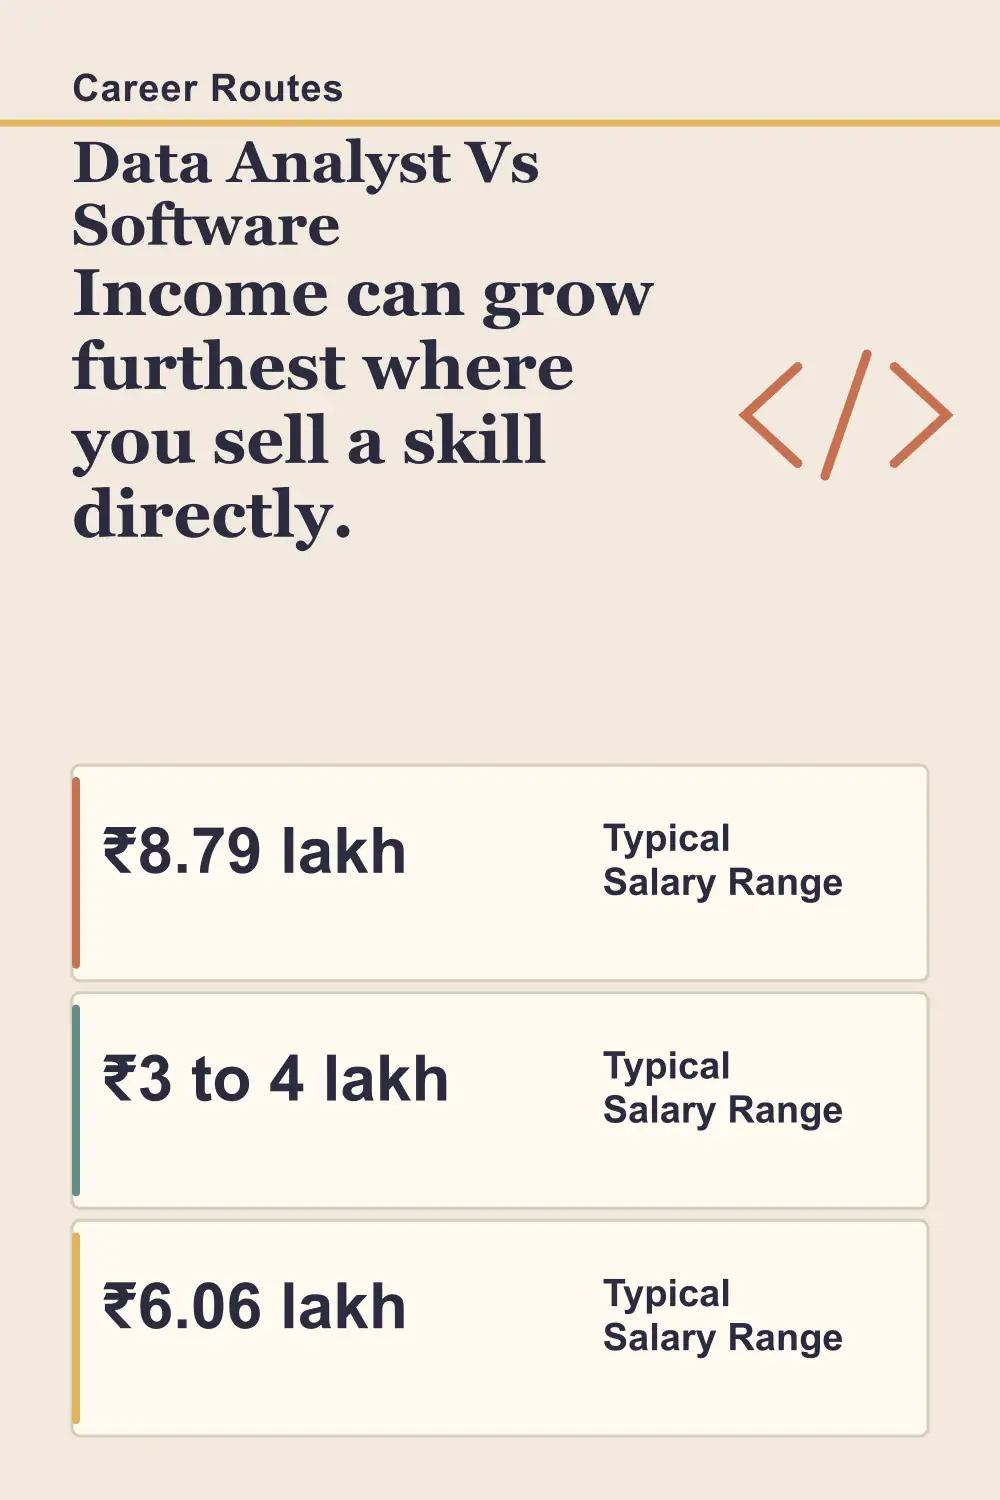 Career Routes
Data Analyst Vs
Software
Income can grow
furthest where
you sell a skill
directly.
</>
₹8.79 lakh
Typical
Salary Range
₹3 to 4 lakh
Typical
Salary Range
₹6.06 lakh
Typical
Salary Range